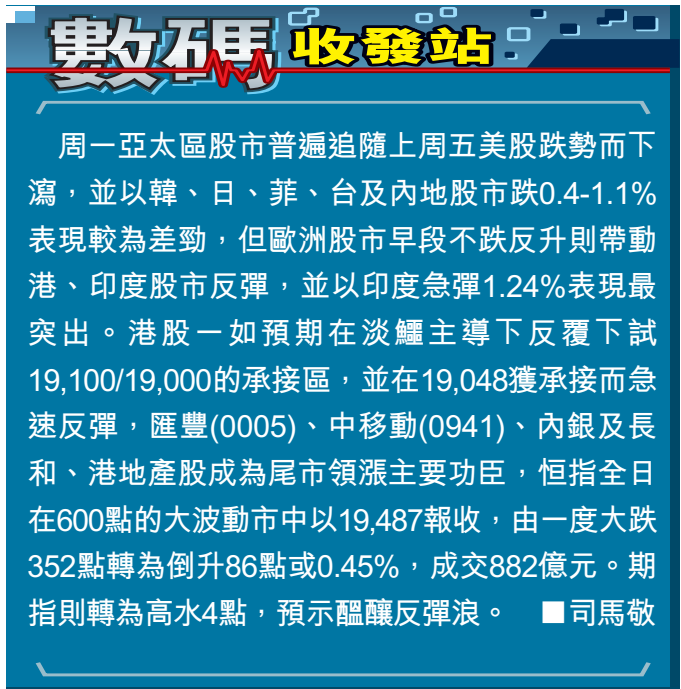 數碼收發站
周一亞太區股市普遍追隨上周五美股跌勢而下
瀉，並以韓、日、菲、台及內地股市跌0.4-1.1%
表現較為差勁，但歐洲股市早段不跌反升則帶動
港、印度股市反彈，並以印度急彈1.24%表現最
突出。港股一如預期在淡鱷主導下反覆下試
19,100/19,000的承接區，並在19,048獲承接而急
速反彈，匯豐(0005)、中移動(0941)、內銀及長
和、港地產股成為尾市領漲主要功臣，恒指全日
在600點的大波動市中以19,487報收，由一度大跌
352點轉為倒升86點或0.45%，成交882億元。期
指則轉為高水4點，預示醞釀反彈浪。 ■司馬敬